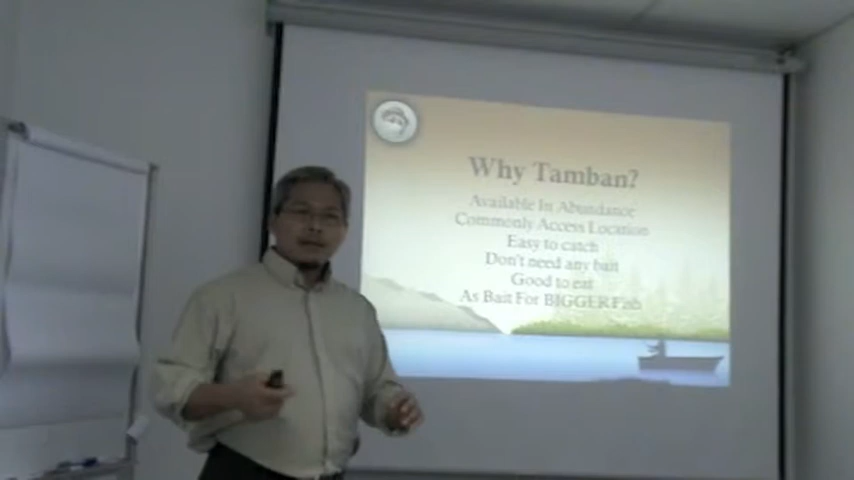 Why Tamban?
Available In Abundance
Commonly Access Location
Easy to catch
Don't need any bait
Good to eat
As Bait For BIGGER Fish